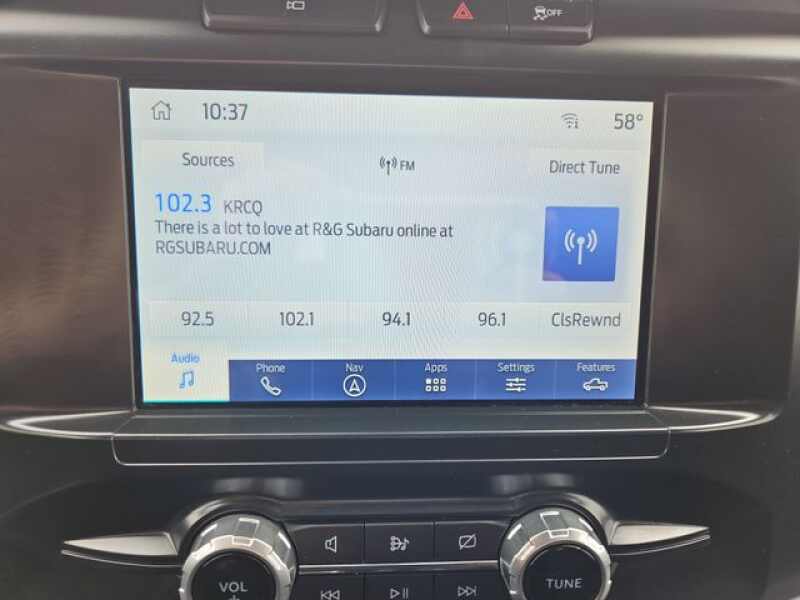 OFF
10:37
58°
Sources
FM
Direct Tune
102.3 KRCQ
There is a lot to love at R&G Subaru online at
RGSUBARU.COM
92.5 102.1 94.1 96.1 ClsRewnd
Audio Phone Nav Apps Settings Features
VOL
+
TUNE